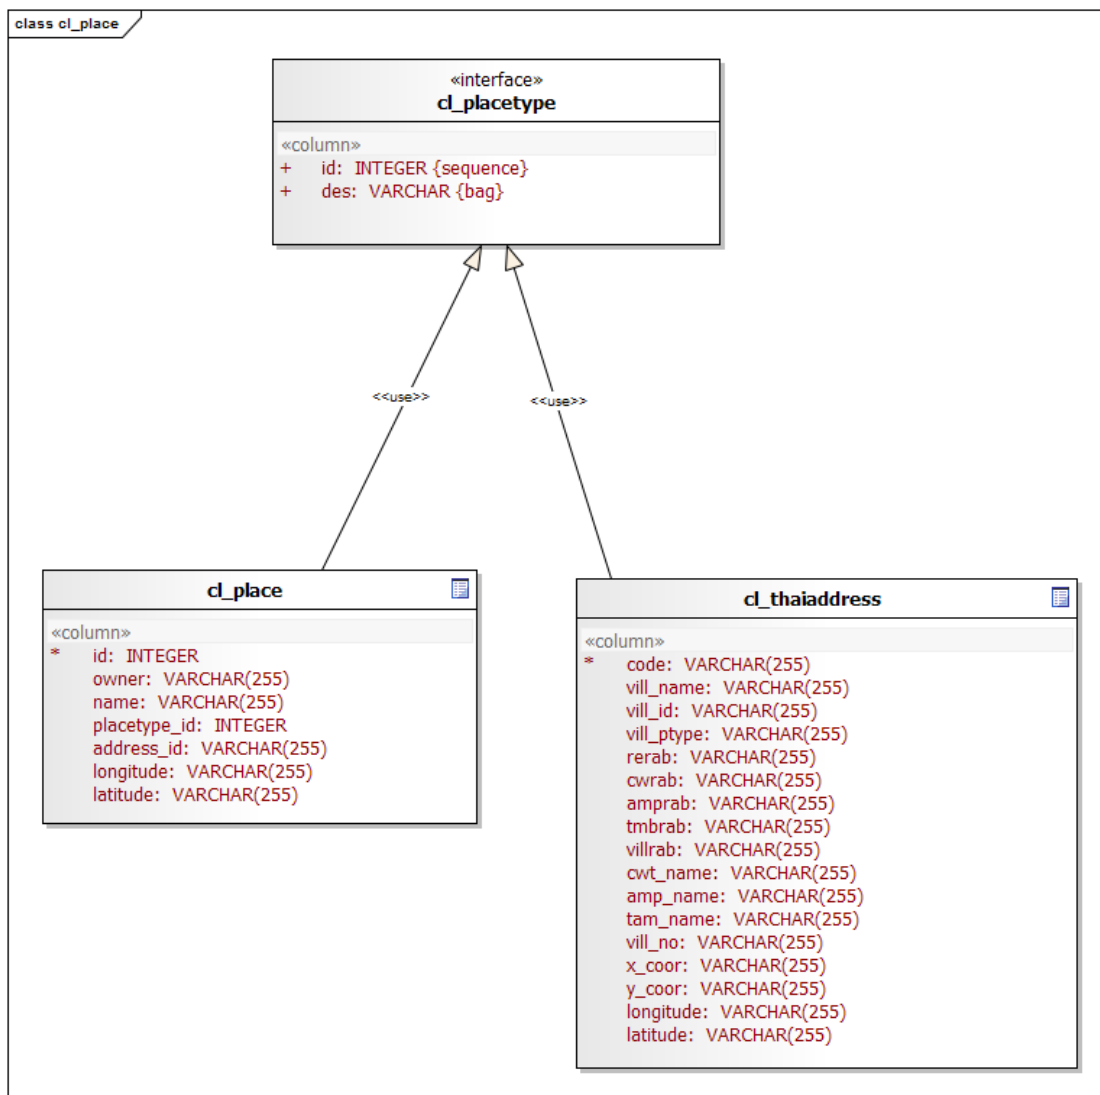 class cl_place
«interface»
cl_placetype
«column»
+ id: INTEGER {sequence}
+ des: VARCHAR {bag}
<<use>>
<<use>>
cl_place
«column»
* id: INTEGER
owner: VARCHAR(255)
name: VARCHAR(255)
placetype_id: INTEGER
address_id: VARCHAR(255)
longitude: VARCHAR(255)
latitude: VARCHAR(255)
cl_thaiaddress
«column»
* code: VARCHAR(255)
vill_name: VARCHAR(255)
vill_id: VARCHAR(255)
vill_ptype: VARCHAR(255)
rerab: VARCHAR(255)
cwrab: VARCHAR(255)
amprab: VARCHAR(255)
tmbrab: VARCHAR(255)
villrab: VARCHAR(255)
cwt_name: VARCHAR(255)
amp_name: VARCHAR(255)
tam_name: VARCHAR(255)
vill_no: VARCHAR(255)
x_coor: VARCHAR(255)
y_coor: VARCHAR(255)
longitude: VARCHAR(255)
latitude: VARCHAR(255)